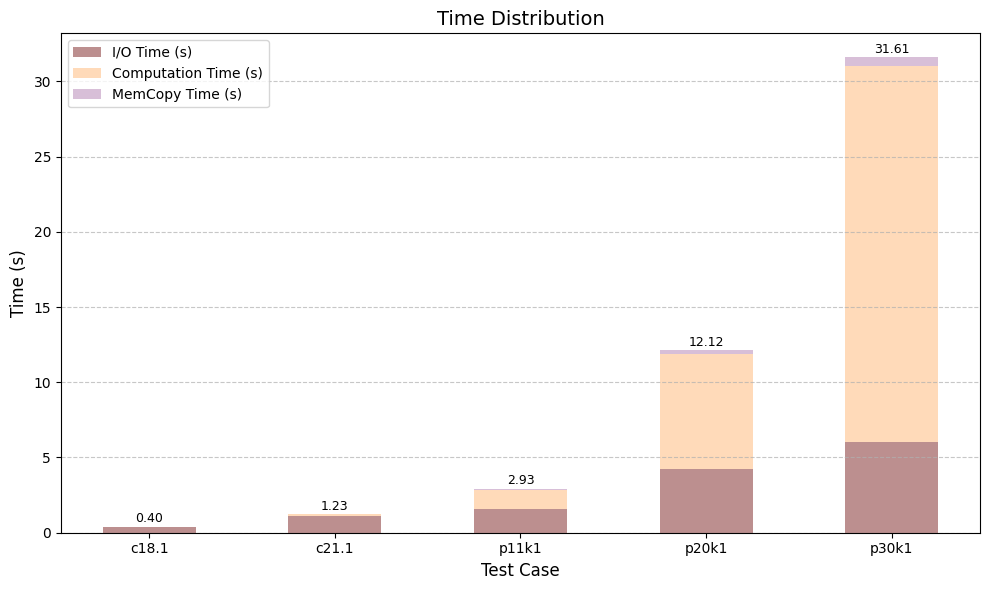 Time Distribution
I/O Time (s)
Computation Time (s)
MemCopy Time (s)
Time (s)
30
25
20
15
10
5
0
0.40
1.23
2.93
12.12
31.61
c18.1
c21.1
p11k1
p20k1
p30k1
Test Case